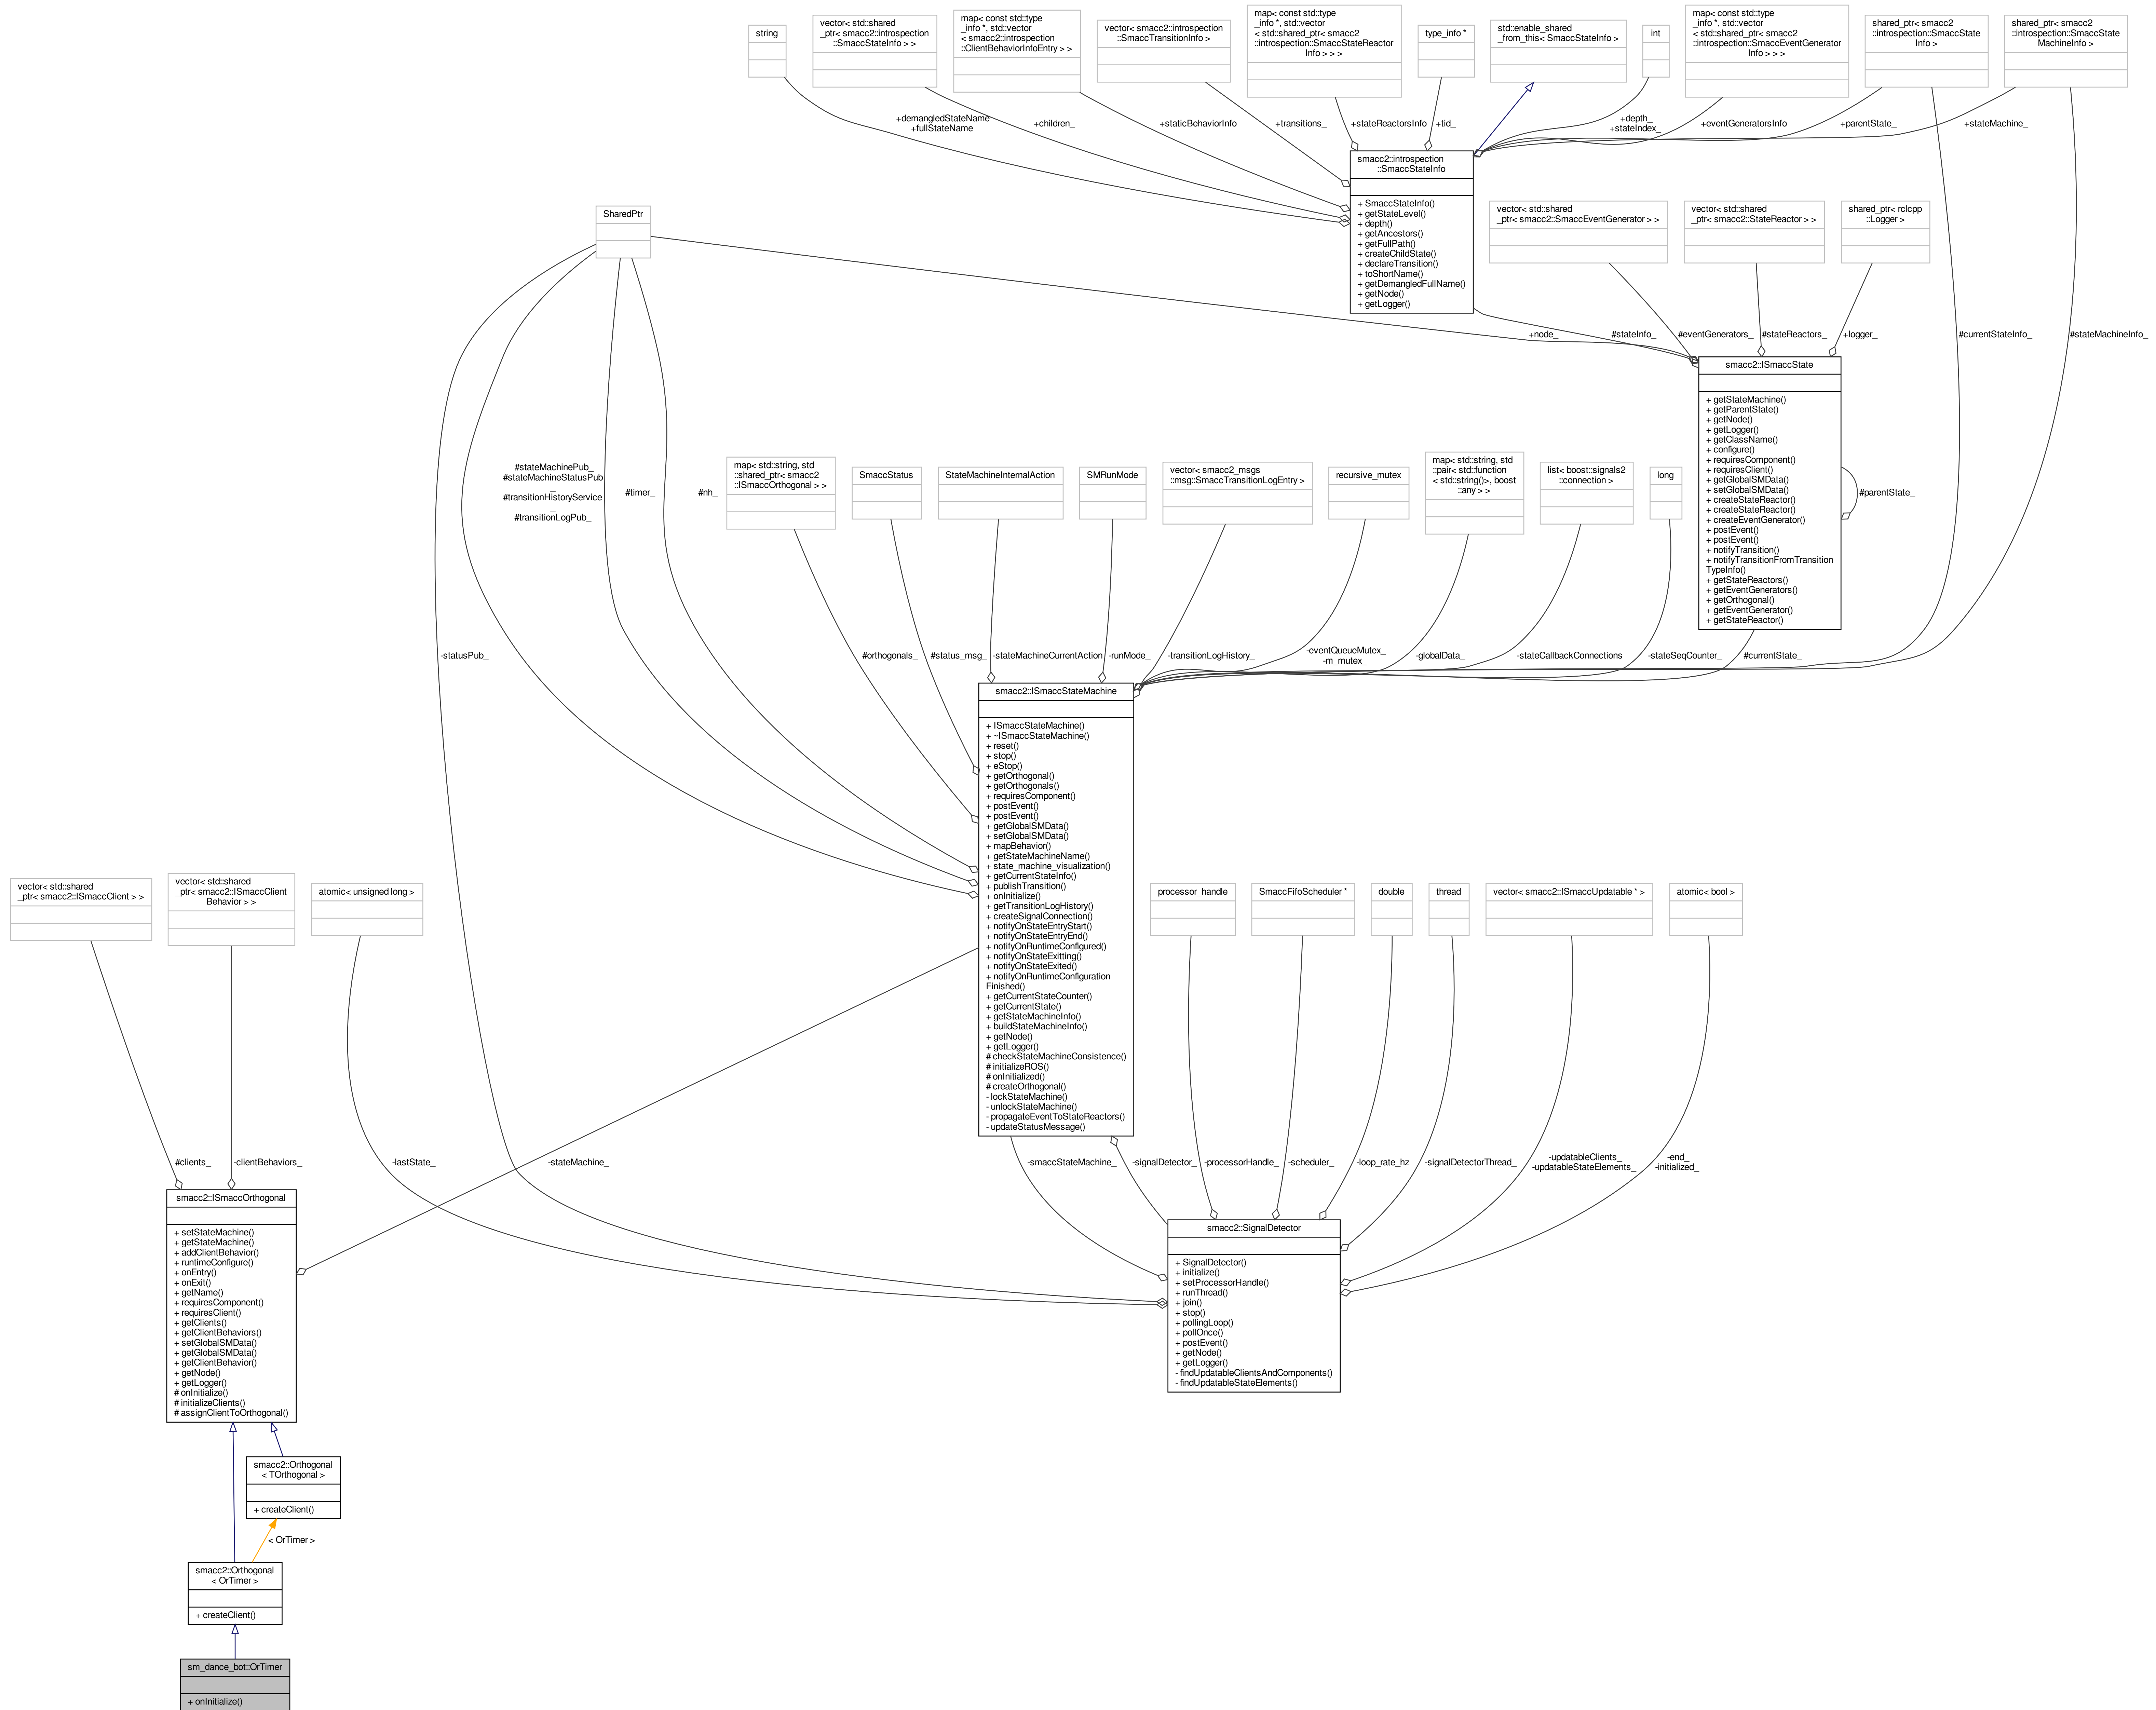 string
vector< std::shared
_ptr< smacc2::introspection
::SmaccStateInfo > >
map< const std::type
_info *, std::vector
< smacc2::introspection
::ClientBehaviorInfoEntry > >
vector< smacc2::introspection
::SmaccTransitionInfo >
map< const std::type
_info *, std::vector
< std::shared_ptr< smacc2
::introspection::SmaccStateReactor
Info > > >
type_info *
std::enable_shared
_from_this< SmaccStateInfo >
int
map< const std::type
_info *, std::vector
< std::shared_ptr< smacc2
::introspection::SmaccEventGenerator
Info > > >
shared_ptr< smacc2
::introspection::SmaccState
Info >
shared_ptr< smacc2
::introspection::SmaccState
MachineInfo >
+demangledStateName
+fullStateName
+children_
+staticBehaviorInfo
+transitions_
+stateReactorsInfo
+tid_
+depth_
+stateIndex_
+eventGeneratorsInfo
+parentState_
+stateMachine_
smacc2::introspection
::SmaccStateInfo
+ SmaccStateInfo()
+ getStateLevel()
+ depth()
+ getAncestors()
+ getFullPath()
+ createChildState()
+ declareTransition()
+ toShortName()
+ getDemangledFullName()
+ getNode()
+ getLogger()
SharedPtr
vector< std::shared
_ptr< smacc2::SmaccEventGenerator > >
vector< std::shared
_ptr< smacc2::StateReactor > >
shared_ptr< rclcpp
::Logger >
+node_
#stateInfo_
#eventGenerators_
#stateReactors_
+logger_
#currentStateInfo_
#stateMachineInfo_
smacc2::ISmaccState
+ getStateMachine()
+ getParentState()
+ getNode()
+ getLogger()
+ getClassName()
+ configure()
+ requiresComponent()
+ requiresClient()
+ getGlobalSMData()
+ setGlobalSMData()
+ createStateReactor()
+ createStateReactor()
+ createEventGenerator()
+ postEvent()
+ postEvent()
+ notifyTransition()
+ notifyTransitionFromTransition
TypeInfo()
+ getStateReactors()
+ getEventGenerators()
+ getOrthogonal()
+ getEventGenerator()
+ getStateReactor()
#parentState_
#stateMachinePub_
#stateMachineStatusPub
_
#transitionHistoryService
_
#transitionLogPub_
#timer_
#nh_
map< std::string, std
::shared_ptr< smacc2
::ISmaccOrthogonal > >
SmaccStatus
StateMachineInternalAction
SMRunMode
vector< smacc2_msgs
::msg::SmaccTransitionLogEntry >
recursive_mutex
map< std::string, std
::pair< std::function
< std::string()>, boost
::any > >
list< boost::signals2
::connection >
long
-statusPub_
#orthogonals_
#status_msg_
-stateMachineCurrentAction
-runMode_
-transitionLogHistory_
-eventQueueMutex_
-m_mutex_
-globalData_
-stateCallbackConnections
-stateSeqCounter_
#currentState_
smacc2::ISmaccStateMachine
+ ISmaccStateMachine()
+ ~ISmaccStateMachine()
+ reset()
+ stop()
+ eStop()
+ getOrthogonal()
+ getOrthogonals()
+ requiresComponent()
+ postEvent()
+ postEvent()
+ getGlobalSMData()
+ setGlobalSMData()
+ mapBehavior()
+ getStateMachineName()
+ state_machine_visualization()
+ getCurrentStateInfo()
+ publishTransition()
+ onInitialize()
+ getTransitionLogHistory()
+ createSignalConnection()
+ notifyOnStateEntryStart()
+ notifyOnStateEntryEnd()
+ notifyOnRuntimeConfigured()
+ notifyOnStateExitting()
+ notifyOnStateExited()
+ notifyOnRuntimeConfiguration
Finished()
+ getCurrentStateCounter()
+ getCurrentState()
+ getStateMachineInfo()
+ buildStateMachineInfo()
+ getNode()
+ getLogger()
# checkStateMachineConsistence()
# initializeROS()
# onInitialized()
# createOrthogonal()
- lockStateMachine()
- unlockStateMachine()
- propagateEventToStateReactors()
- updateStatusMessage()
vector< std::shared
_ptr< smacc2::ISmaccClient > >
vector< std::shared
_ptr< smacc2::ISmaccClient
Behavior > >
atomic< unsigned long >
processor_handle
SmaccFifoScheduler *
double
thread
vector< smacc2::ISmaccUpdatable * >
atomic< bool >
#clients_
-clientBehaviors_
-lastState_
-stateMachine_
-smaccStateMachine_
-signalDetector_
-processorHandle_
-scheduler_
-loop_rate_hz
-signalDetectorThread_
-updatableClients_
-updatableStateElements_
-end_
-initialized_
smacc2::ISmaccOrthogonal
+ setStateMachine()
+ getStateMachine()
+ addClientBehavior()
+ runtimeConfigure()
+ onEntry()
+ onExit()
+ getName()
+ requiresComponent()
+ requiresClient()
+ getClients()
+ getClientBehaviors()
+ setGlobalSMData()
+ getGlobalSMData()
+ getClientBehavior()
+ getNode()
+ getLogger()
# onInitialize()
# initializeClients()
# assignClientToOrthogonal()
smacc2::SignalDetector
+ SignalDetector()
+ initialize()
+ setProcessorHandle()
+ runThread()
+ join()
+ stop()
+ pollingLoop()
+ pollOnce()
+ postEvent()
+ getNode()
+ getLogger()
- findUpdatableClientsAndComponents()
- findUpdatableStateElements()
smacc2::Orthogonal
< TOrthogonal >
+ createClient()
< OrTimer >
smacc2::Orthogonal
< OrTimer >
+ createClient()
sm_dance_bot::OrTimer
+ onInitialize()